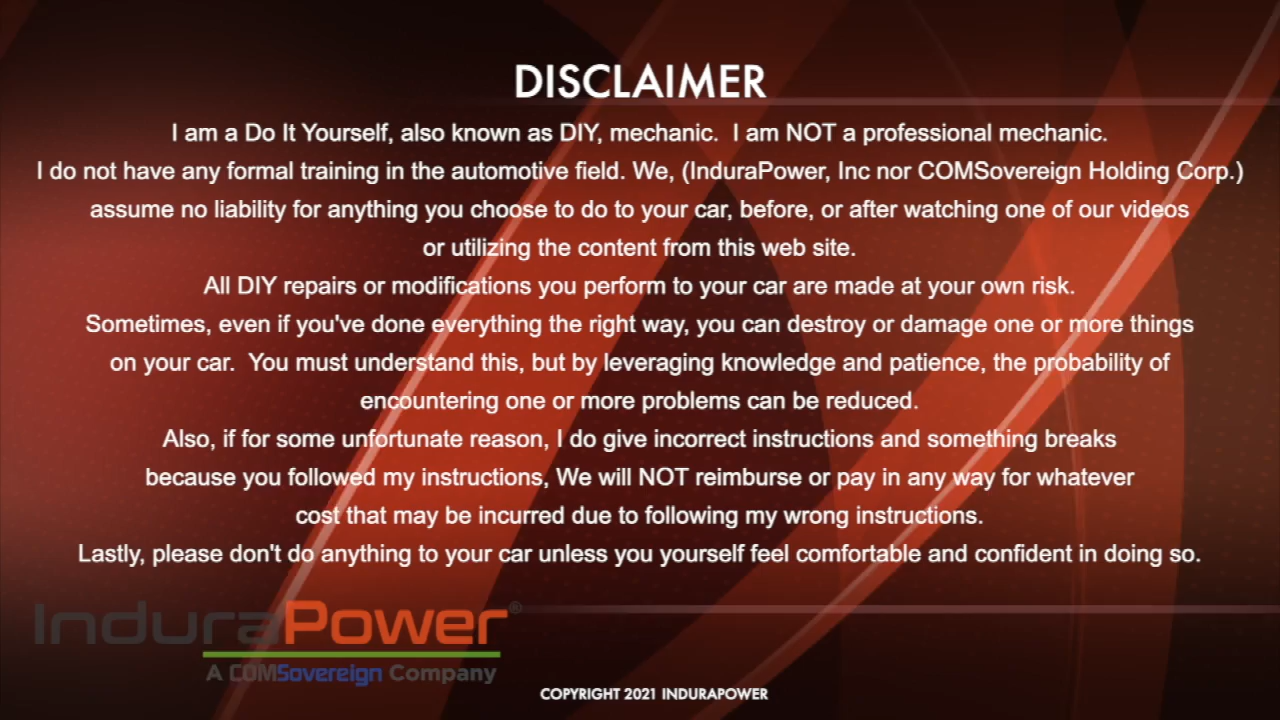 DISCLAIMER
I am a Do It Yourself, also known as DIY, mechanic.  I am NOT a professional mechanic.
I do not have any formal training in the automotive field. We, (InduraPower, Inc nor COMSovereign Holding Corp.)
assume no liability for anything you choose to do to your car, before, or after watching one of our videos
or utilizing the content from this web site.
All DIY repairs or modifications you perform to your car are made at your own risk.
Sometimes, even if you've done everything the right way, you can destroy or damage one or more things
on your car.  You must understand this, but by leveraging knowledge and patience, the probability of
encountering one or more problems can be reduced.
Also, if for some unfortunate reason, I do give incorrect instructions and something breaks
because you followed my instructions, We will NOT reimburse or pay in any way for whatever
cost that may be incurred due to following my wrong instructions.
Lastly, please don't do anything to your car unless you yourself feel comfortable and confident in doing so.
InduraPower®
A COMSovereign Company
COPYRIGHT 2021 INDURAPOWER